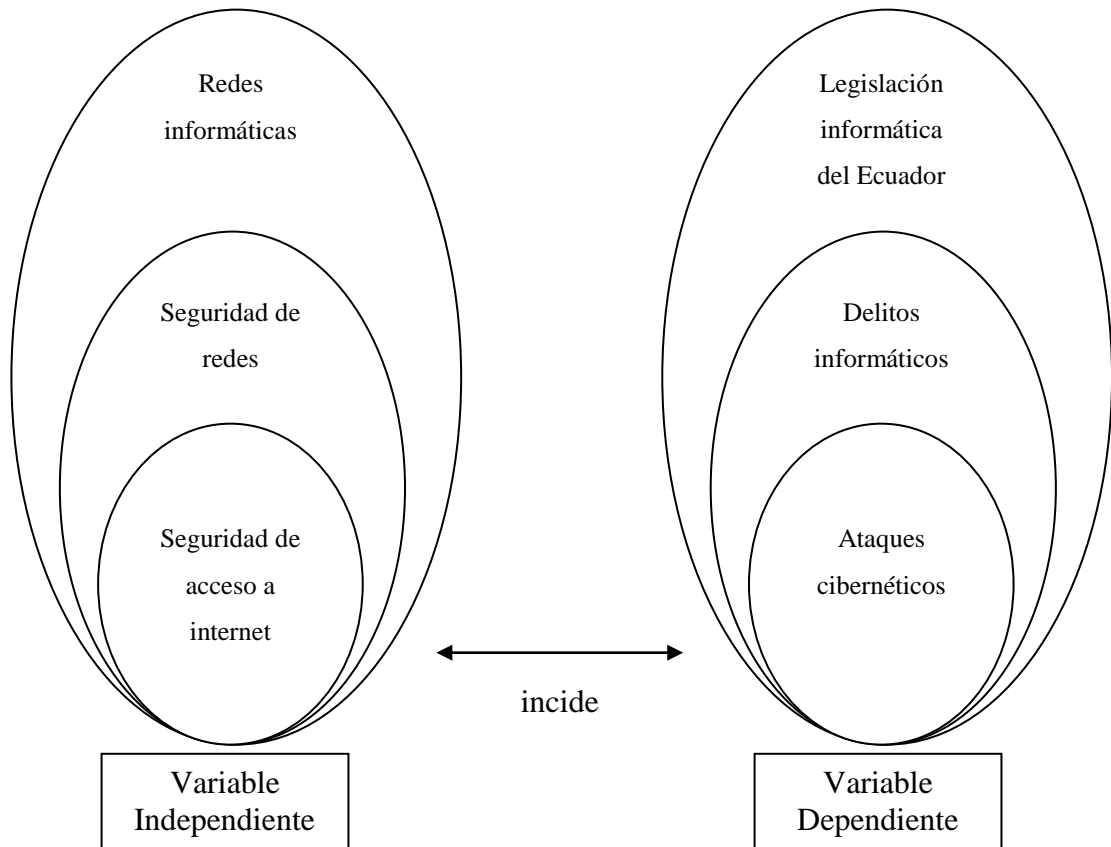 Redes
informáticas
Seguridad de
redes
Seguridad de
acceso a
internet
Variable
Independiente
incide
Legislación
informática
del Ecuador
Delitos
informáticos
Ataques
cibernéticos
Variable
Dependiente